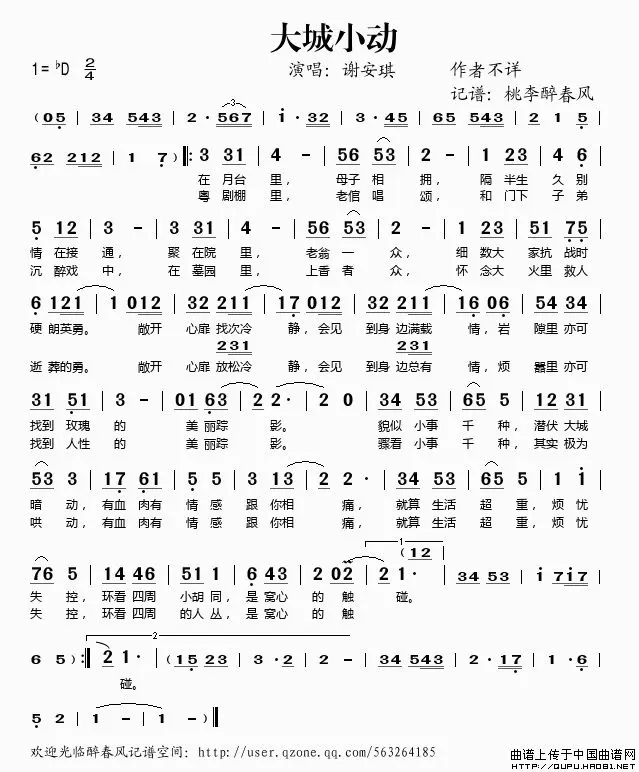 大城小动
1=♭D 2/4 演唱：谢安琪 作者不详
记谱：桃李醉春风
(05 | 34 543 | 2· 567 | i· 32 | 3· 45 | 65 543 | 2 1 5 |
62 212 | 1 7 ) ‖: 3 31 | 4 – | 56 53 | 2 – | 1 23 | 4 6 |
在 月台 里， 母子 相 拥， 隔 半生 久 别
粤 剧棚 里， 老倌 唱 颂， 和 门下 子 弟
5 12 | 3 – | 3 31 | 4 – | 56 53 | 2 – | 1 23 | 51 75 |
情 在接 通， 聚 在院 里， 老翁 一 众， 细 数大 家抗 战时
沉 醉戏 中， 在 墓园 里， 上香 者 众， 怀 念大 火里 救人
6 121 | 1 012 | 32 211 | 17 012 | 32 211 | 16 06 | 54 34 |
硬 朗英勇。 敞开 心扉 找次冷 静，会见 到身 边满载 情，岩 隙里 亦可
231 231
逝 葬的勇。 敞开 心扉 放松冷 静，会见 到身 边总有 情，烦 嚣里 亦可
31 51 | 3 – | 01 63 | 2 2· | 2 0 | 34 53 | 65 5 | 12 31 |
找到 玫瑰 的 美 丽踪 影。 貌似 小事 千 种，潜伏 大城
找到 人性 的 美 丽踪 影。 骤看 小事 千 种，其实 极为
53 3 | 17 61 | 5 5 | 3 13 | 2 2· | 34 53 | 65 5 | 1 i |
暗 动，有血 肉有 情 感 跟 你相 痛， 就算 生活 超 重，烦 忧
哄 动，有血 肉有 情 感 跟 你相 痛， 就算 生活 超 重，烦 忧
1 (12
76 5 | 14 46 | 51 1 | 6 63 | 2 02 | 2 1· | 34 53 | i 7i7 |
失 控，环看 四周 小胡 同，是 窝心 的 触 碰。
失 控，环看 四周 的人 丛，是 窝心 的 触
2
6 5 ) :‖ 2 1· | (15 23 | 3· 2 | 2 – | 34 543 | 2· 17 | 1· 6 |
碰。
5 2 | 1 – | 1 – ) ‖
欢迎光临醉春风记谱空间：http://user.qzone.qq.com/563264185
曲谱上传于中国曲谱网
HTTP://QUPU.HAO81.NET